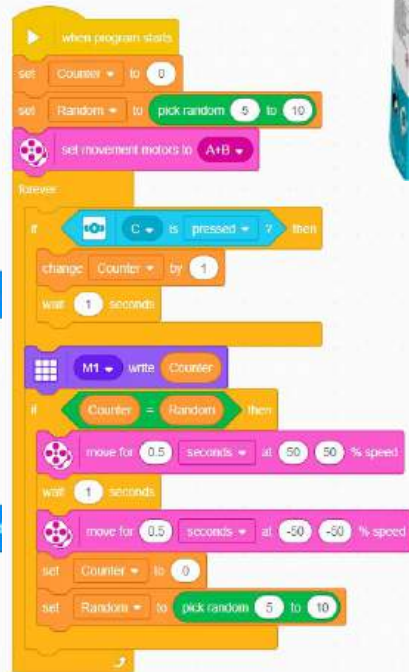 when program starts
set Counter to 0
set Random to pick random 5 to 10
set movement motors to A+B
forever
if C is pressed ? then
change Counter by 1
wait 1 seconds
M1 write Counter
if Counter = Random then
move for 0.5 seconds at 50 50 % speed
wait 1 seconds
move for 0.5 seconds at -50 -50 % speed
set Counter to 0
set Random to pick random 5 to 10